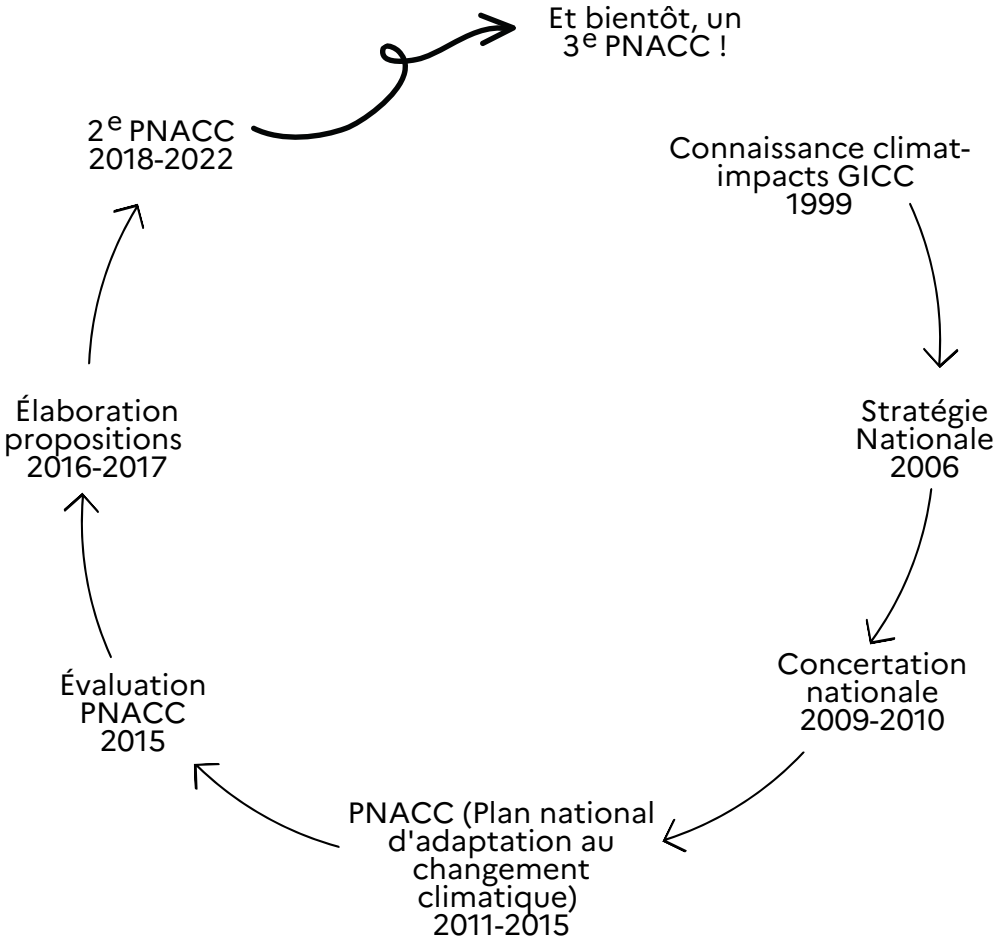 Et bientôt, un
3e PNACC !
2e PNACC
2018-2022
Connaissance climat-
impacts GICC
1999
Élaboration
propositions
2016-2017
Stratégie
Nationale
2006
Évaluation
PNACC
2015
Concertation
nationale
2009-2010
PNACC (Plan national
d'adaptation au
changement
climatique)
2011-2015